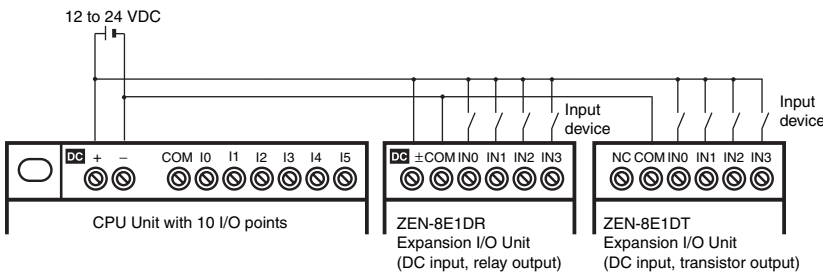 12 to 24 VDC
Input
device
Input
device
DC + − COM I0 I1 I2 I3 I4 I5
DC ± COM IN0 IN1 IN2 IN3
NC COM IN0 IN1 IN2 IN3
CPU Unit with 10 I/O points
ZEN-8E1DR
Expansion I/O Unit
(DC input, relay output)
ZEN-8E1DT
Expansion I/O Unit
(DC input, transistor output)